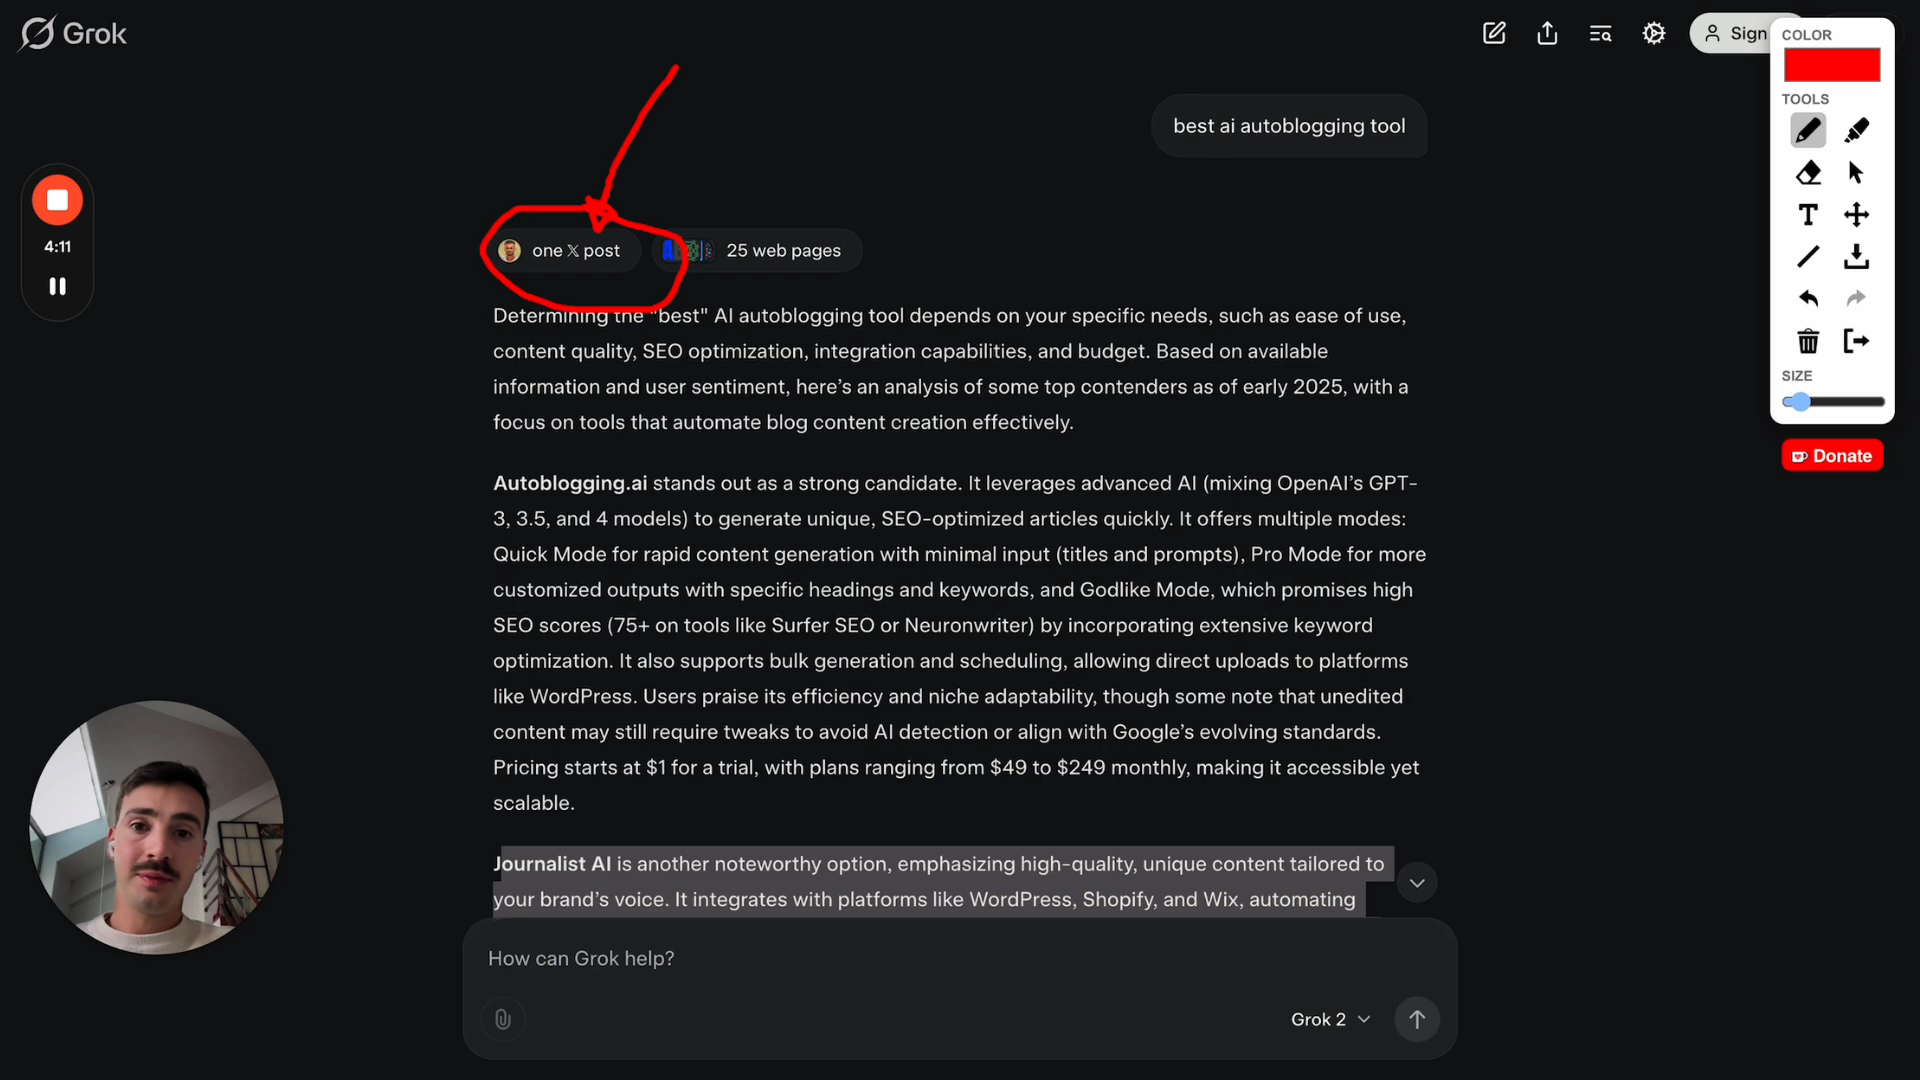 Grok
Sign
COLOR
TOOLS
SIZE
Donate
4:11
best ai autoblogging tool
one 𝕏 post
25 web pages
Determining the "best" AI autoblogging tool depends on your specific needs, such as ease of use,
content quality, SEO optimization, integration capabilities, and budget. Based on available
information and user sentiment, here's an analysis of some top contenders as of early 2025, with a
focus on tools that automate blog content creation effectively.
Autoblogging.ai stands out as a strong candidate. It leverages advanced AI (mixing OpenAI's GPT-
3, 3.5, and 4 models) to generate unique, SEO-optimized articles quickly. It offers multiple modes:
Quick Mode for rapid content generation with minimal input (titles and prompts), Pro Mode for more
customized outputs with specific headings and keywords, and Godlike Mode, which promises high
SEO scores (75+ on tools like Surfer SEO or Neuronwriter) by incorporating extensive keyword
optimization. It also supports bulk generation and scheduling, allowing direct uploads to platforms
like WordPress. Users praise its efficiency and niche adaptability, though some note that unedited
content may still require tweaks to avoid AI detection or align with Google's evolving standards.
Pricing starts at $1 for a trial, with plans ranging from $49 to $249 monthly, making it accessible yet
scalable.
Journalist AI is another noteworthy option, emphasizing high-quality, unique content tailored to
your brand's voice. It integrates with platforms like WordPress, Shopify, and Wix, automating
How can Grok help?
Grok 2